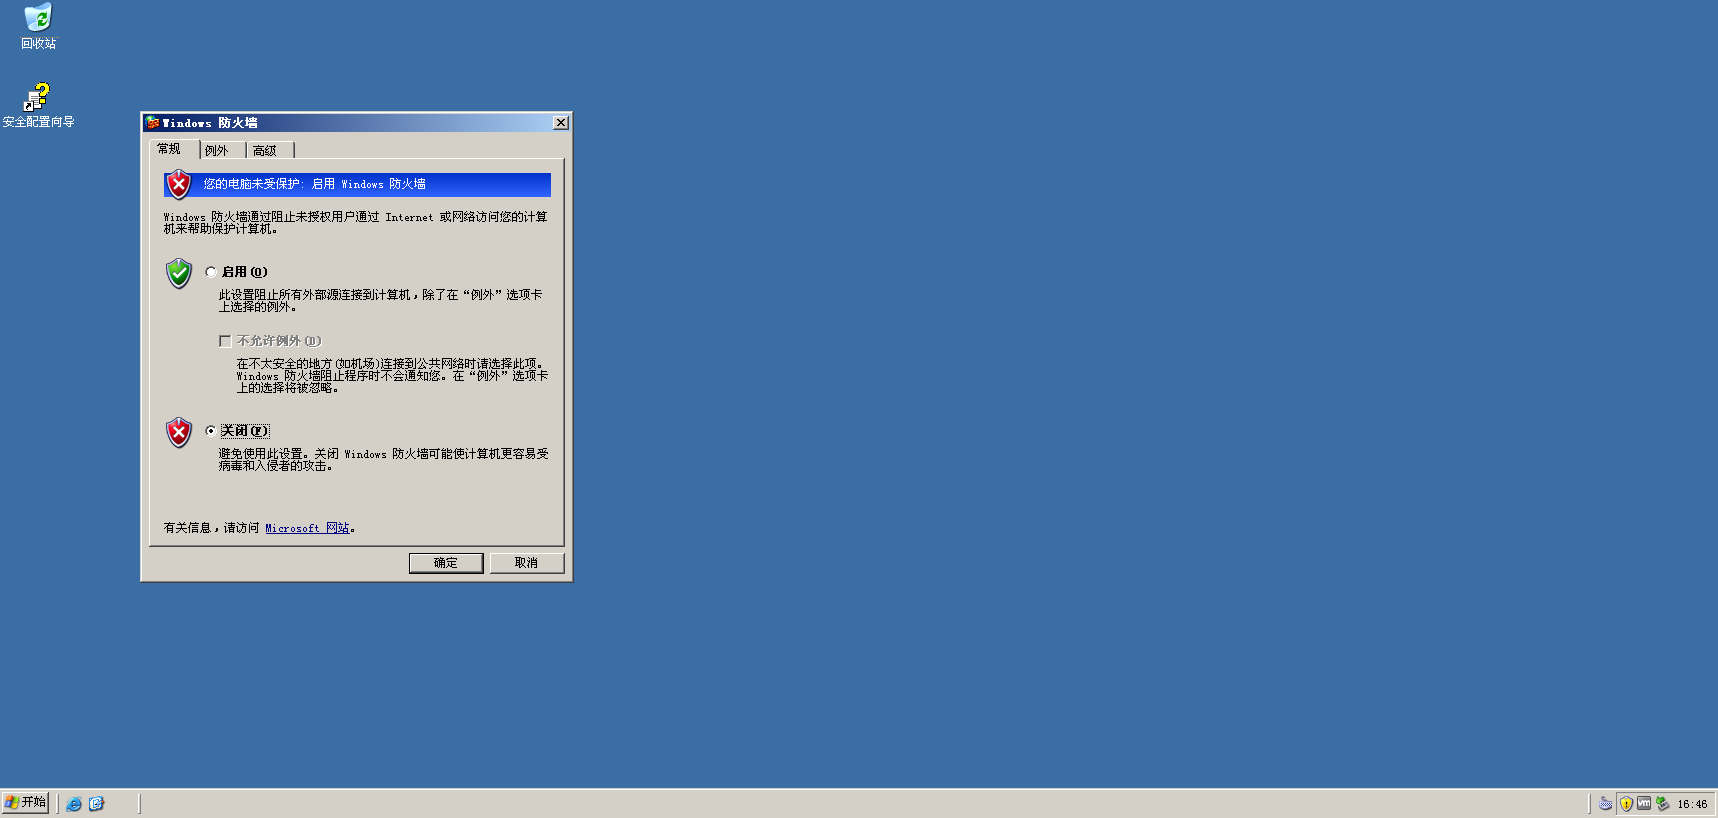 回收站
安全配置向导
Windows 防火墙
常规
例外
高级
您的电脑未受保护: 启用 Windows 防火墙
Windows 防火墙通过阻止未授权用户通过 Internet 或网络访问您的计算
机来帮助保护计算机。
启用(O)
此设置阻止所有外部源连接到计算机，除了在“例外”选项卡
上选择的例外。
不允许例外(D)
在不太安全的地方(如机场)连接到公共网络时请选择此项。
Windows 防火墙阻止程序时不会通知您。在“例外”选项卡
上的选择将被忽略。
关闭(F)
避免使用此设置。关闭 Windows 防火墙可能使计算机更容易受
病毒和入侵者的攻击。
有关信息，请访问 Microsoft 网站。
确定
取消
开始
vm
16:46